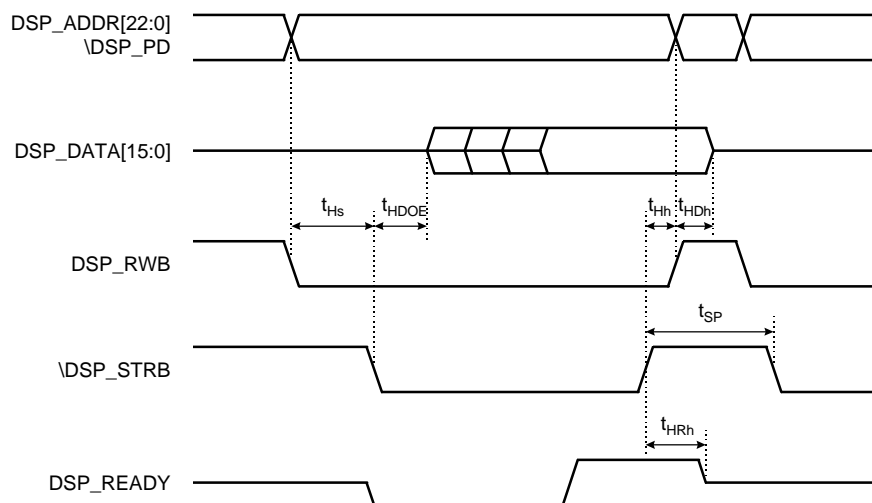 DSP_ADDR[22:0]
\DSP_PD
DSP_DATA[15:0]
tHs
tHDOE
tHh
tHDh
DSP_RWB
tSP
\DSP_STRB
tHRh
DSP_READY